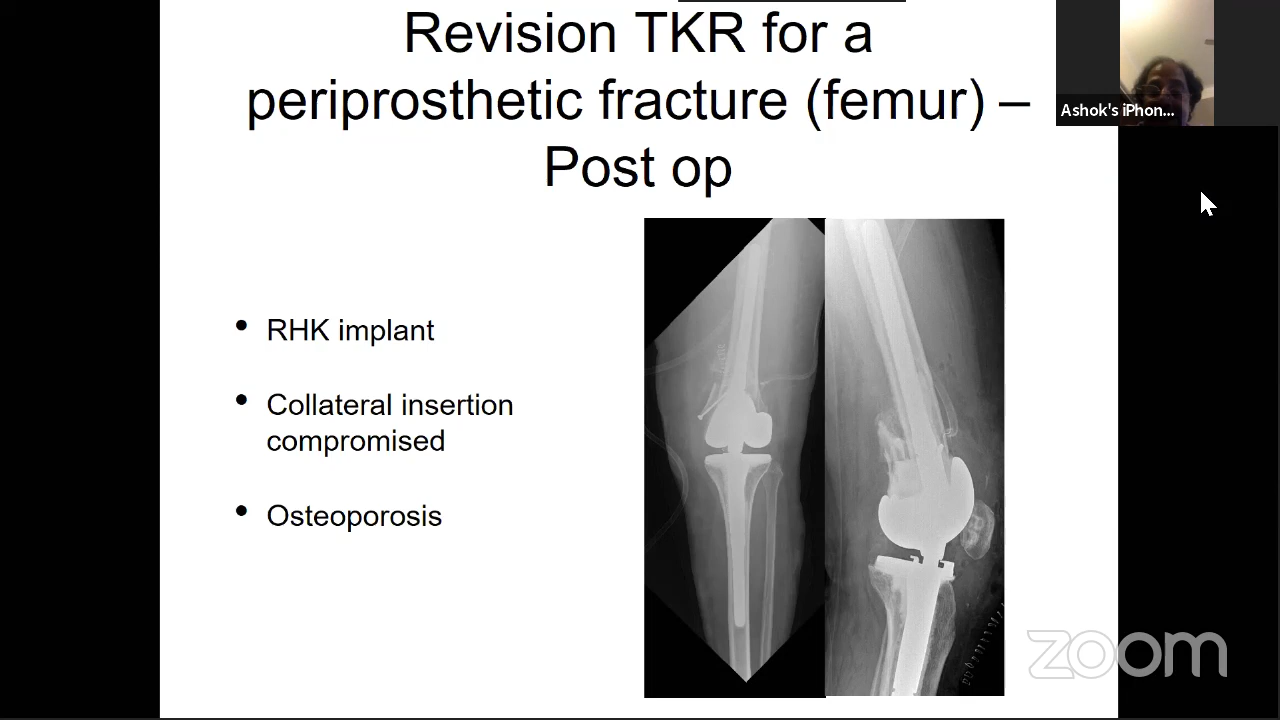 Revision TKR for a
periprosthetic fracture (femur) –
Post op
Ashok's iPhon...
• RHK implant
• Collateral insertion
compromised
• Osteoporosis
zoom